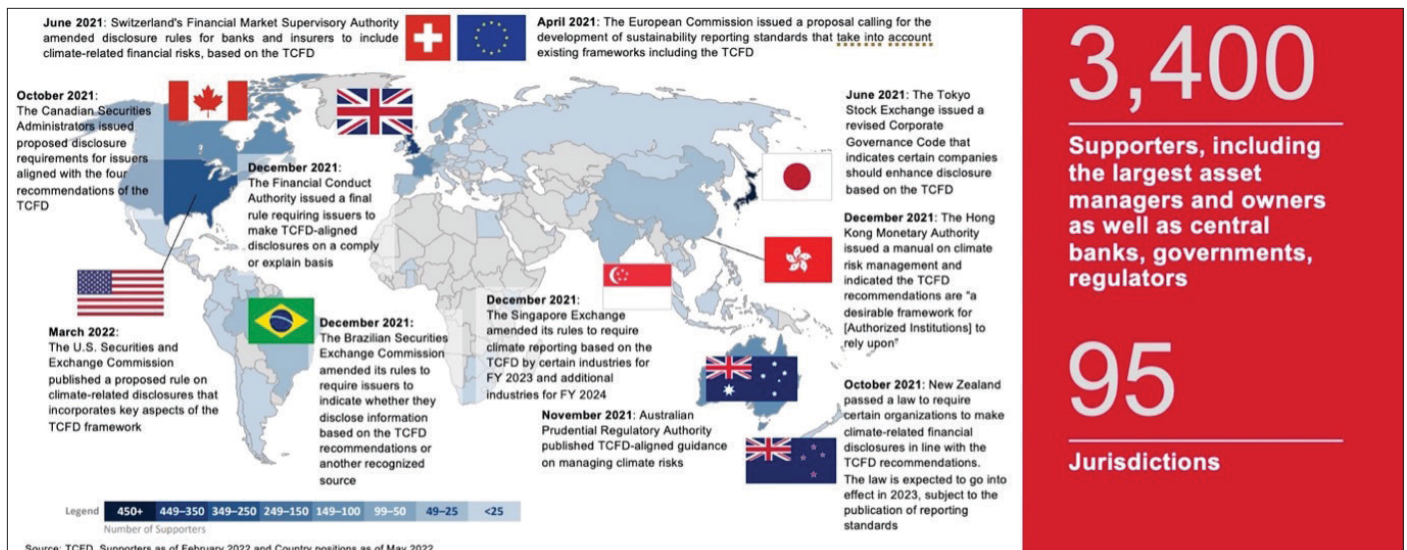 June 2021: Switzerland's Financial Market Supervisory Authority
amended disclosure rules for banks and insurers to include
climate-related financial risks, based on the TCFD
April 2021: The European Commission issued a proposal calling for the
development of sustainability reporting standards that take into account
existing frameworks including the TCFD
October 2021:
The Canadian Securities
Administrators issued
proposed disclosure
requirements for issuers
aligned with the four
recommendations of the
TCFD
December 2021:
The Financial Conduct
Authority issued a final
rule requiring issuers to
make TCFD-aligned
disclosures on a comply
or explain basis
June 2021: The Tokyo
Stock Exchange issued a
revised Corporate
Governance Code that
indicates certain companies
should enhance disclosure
based on the TCFD
December 2021: The Hong
Kong Monetary Authority
issued a manual on climate
risk management and
indicated the TCFD
recommendations are "a
desirable framework for
[Authorized Institutions] to
rely upon"
March 2022:
The U.S. Securities and
Exchange Commission
published a proposed rule on
climate-related disclosures that
incorporates key aspects of the
TCFD framework
December 2021:
The Brazilian Securities
Exchange Commission
amended its rules to
require issuers to
indicate whether they
disclose information
based on the TCFD
recommendations or
another recognized
source
December 2021:
The Singapore Exchange
amended its rules to require
climate reporting based on the
TCFD by certain industries for
FY 2023 and additional
industries for FY 2024
November 2021: Australian
Prudential Regulatory Authority
published TCFD-aligned guidance
on managing climate risks
October 2021: New Zealand
passed a law to require
certain organizations to make
climate-related financial
disclosures in line with the
TCFD recommendations.
The law is expected to go into
effect in 2023, subject to the
publication of reporting
standards
Legend 450+ 449–350 349–250 249–150 149–100 99–50 49–25 <25
Number of Supporters
Source: TCFD, Supporters as of February 2022 and Country positions as of May 2022
3,400
Supporters, including
the largest asset
managers and owners
as well as central
banks, governments,
regulators
95
Jurisdictions